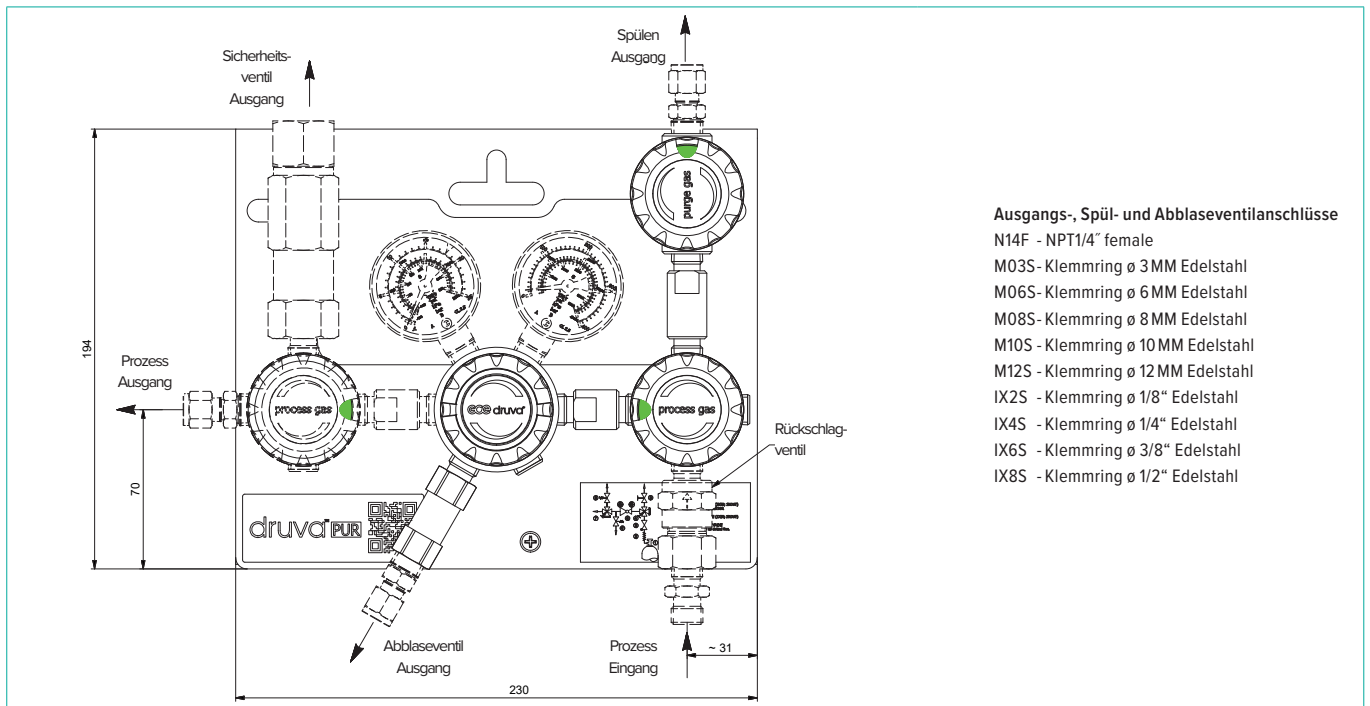 Sicherheits-
ventil
Ausgang
Spülen
Ausgang
purge gas
194
Prozess
Ausgang
process gas
ece druva®
process gas
Rückschlag-
ventil
70
druva™ PUR
Abblaseventil
Ausgang
Prozess
Eingang
~ 31
230
Ausgangs-, Spül- und Abblaseventilanschlüsse
N14F - NPT1/4˝ female
M03S- Klemmring ø 3 MM Edelstahl
M06S- Klemmring ø 6 MM Edelstahl
M08S- Klemmring ø 8 MM Edelstahl
M10S - Klemmring ø 10 MM Edelstahl
M12S - Klemmring ø 12 MM Edelstahl
IX2S - Klemmring ø 1/8“ Edelstahl
IX4S - Klemmring ø 1/4“ Edelstahl
IX6S - Klemmring ø 3/8“ Edelstahl
IX8S - Klemmring ø 1/2“ Edelstahl